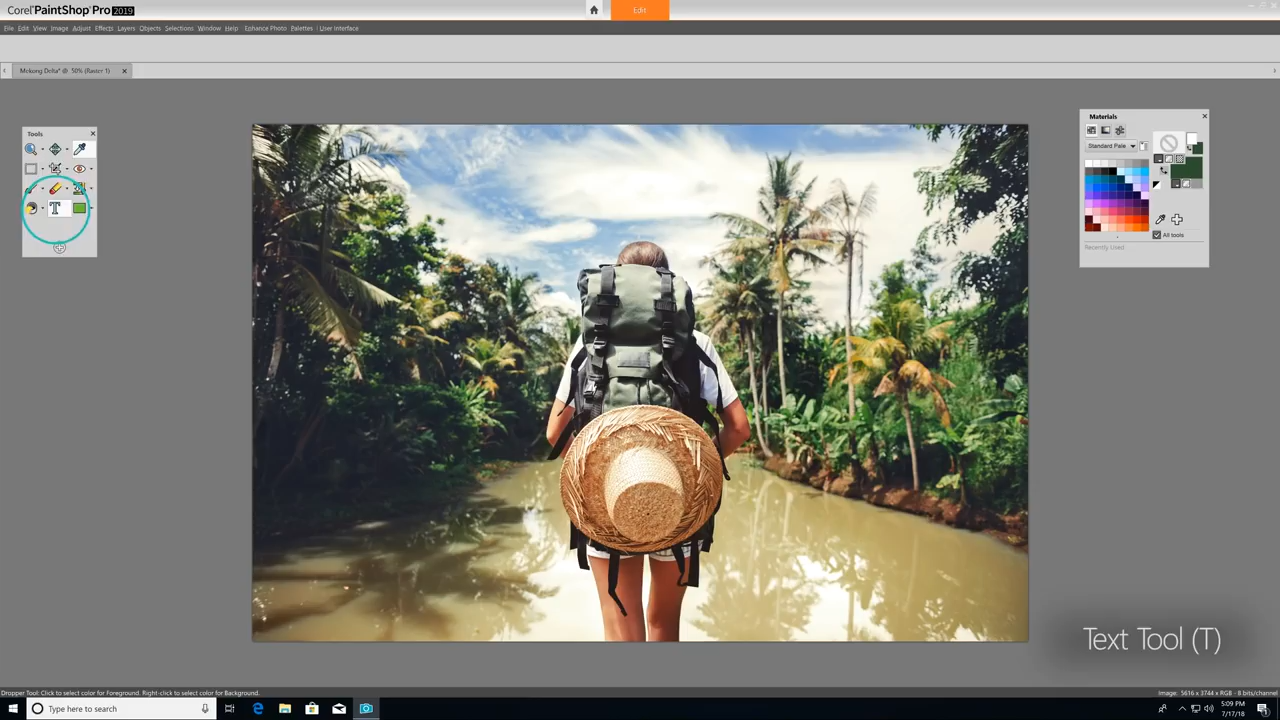 Corel PaintShop Pro 2019
Edit
File Edit View Image Adjust Effects Layers Objects Selections Window Help Enhance Photo Palettes User Interface
Mekong Delta* @ 50% (Raster 1)
Tools
T
Materials
Standard Pale
All tools
Recently Used
Text Tool (T)
Dropper Tool: Click to select color for Foreground. Right-click to select color for Background.
Image: 5616 x 3744 x RGB - 8 bits/channel
Type here to search
5:09 PM
7/17/18